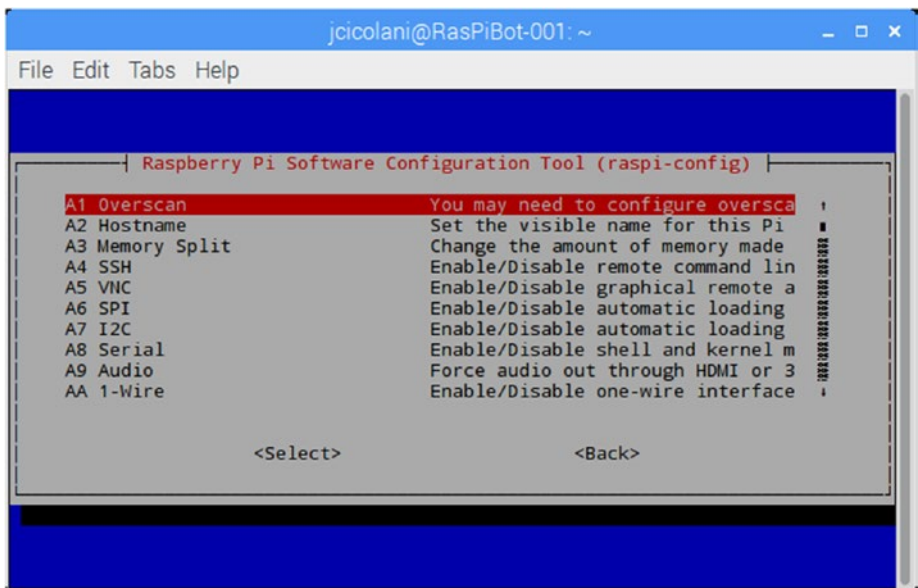 jcicolani@RasPiBot-001: ~
File Edit Tabs Help
Raspberry Pi Software Configuration Tool (raspi-config)
A1 Overscan You may need to configure oversca
A2 Hostname Set the visible name for this Pi
A3 Memory Split Change the amount of memory made
A4 SSH Enable/Disable remote command lin
A5 VNC Enable/Disable graphical remote a
A6 SPI Enable/Disable automatic loading
A7 I2C Enable/Disable automatic loading
A8 Serial Enable/Disable shell and kernel m
A9 Audio Force audio out through HDMI or 3
AA 1-Wire Enable/Disable one-wire interface
<Select> <Back>